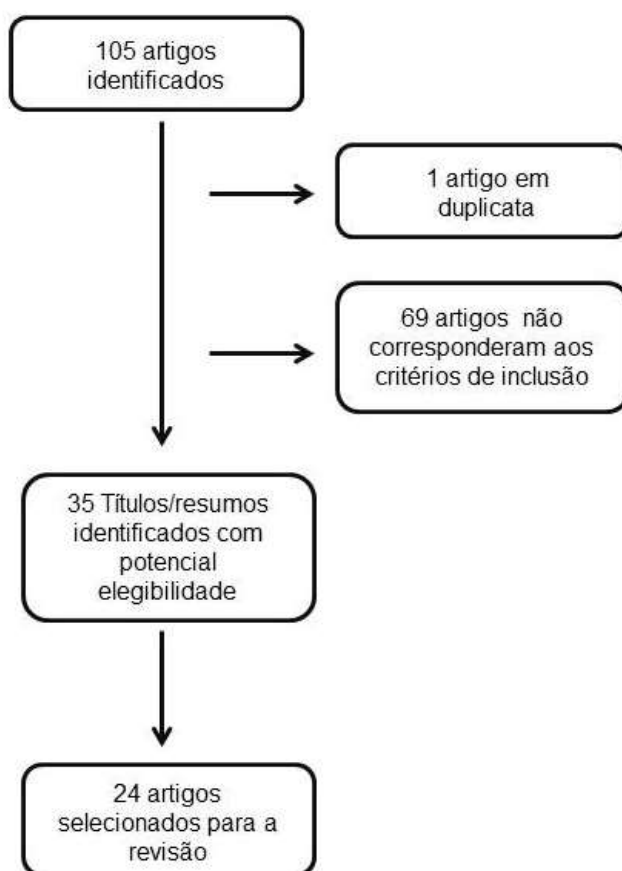 105 artigos
identificados
1 artigo em
duplicata
69 artigos não
corresponderam aos
critérios de inclusão
35 Títulos/resumos
identificados com
potencial
elegibilidade
24 artigos
selecionados para a
revisão